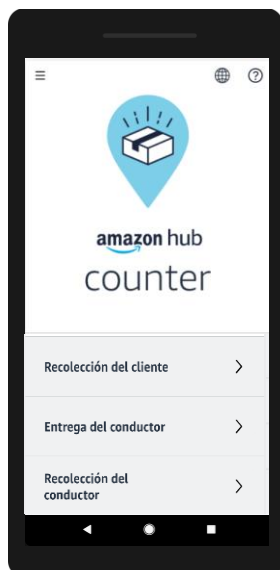 amazon hub
counter
Recolección del cliente
Entrega del conductor
Recolección del
conductor